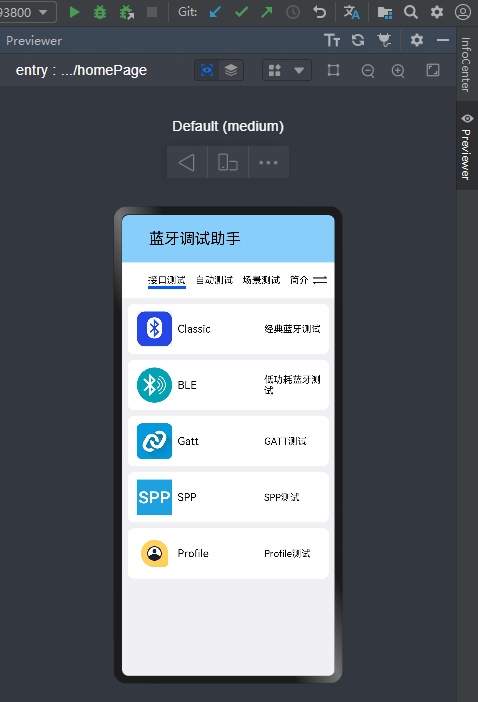 93800
Git:
Previewer
entry : .../homePage
Default (medium)
蓝牙调试助手
接口测试 自动测试 场景测试 简介
Classic 经典蓝牙测试
BLE 低功耗蓝牙测
试
Gatt GATT测试
SPP SPP SPP测试
Profile Profile测试
InfoCenter
Previewer